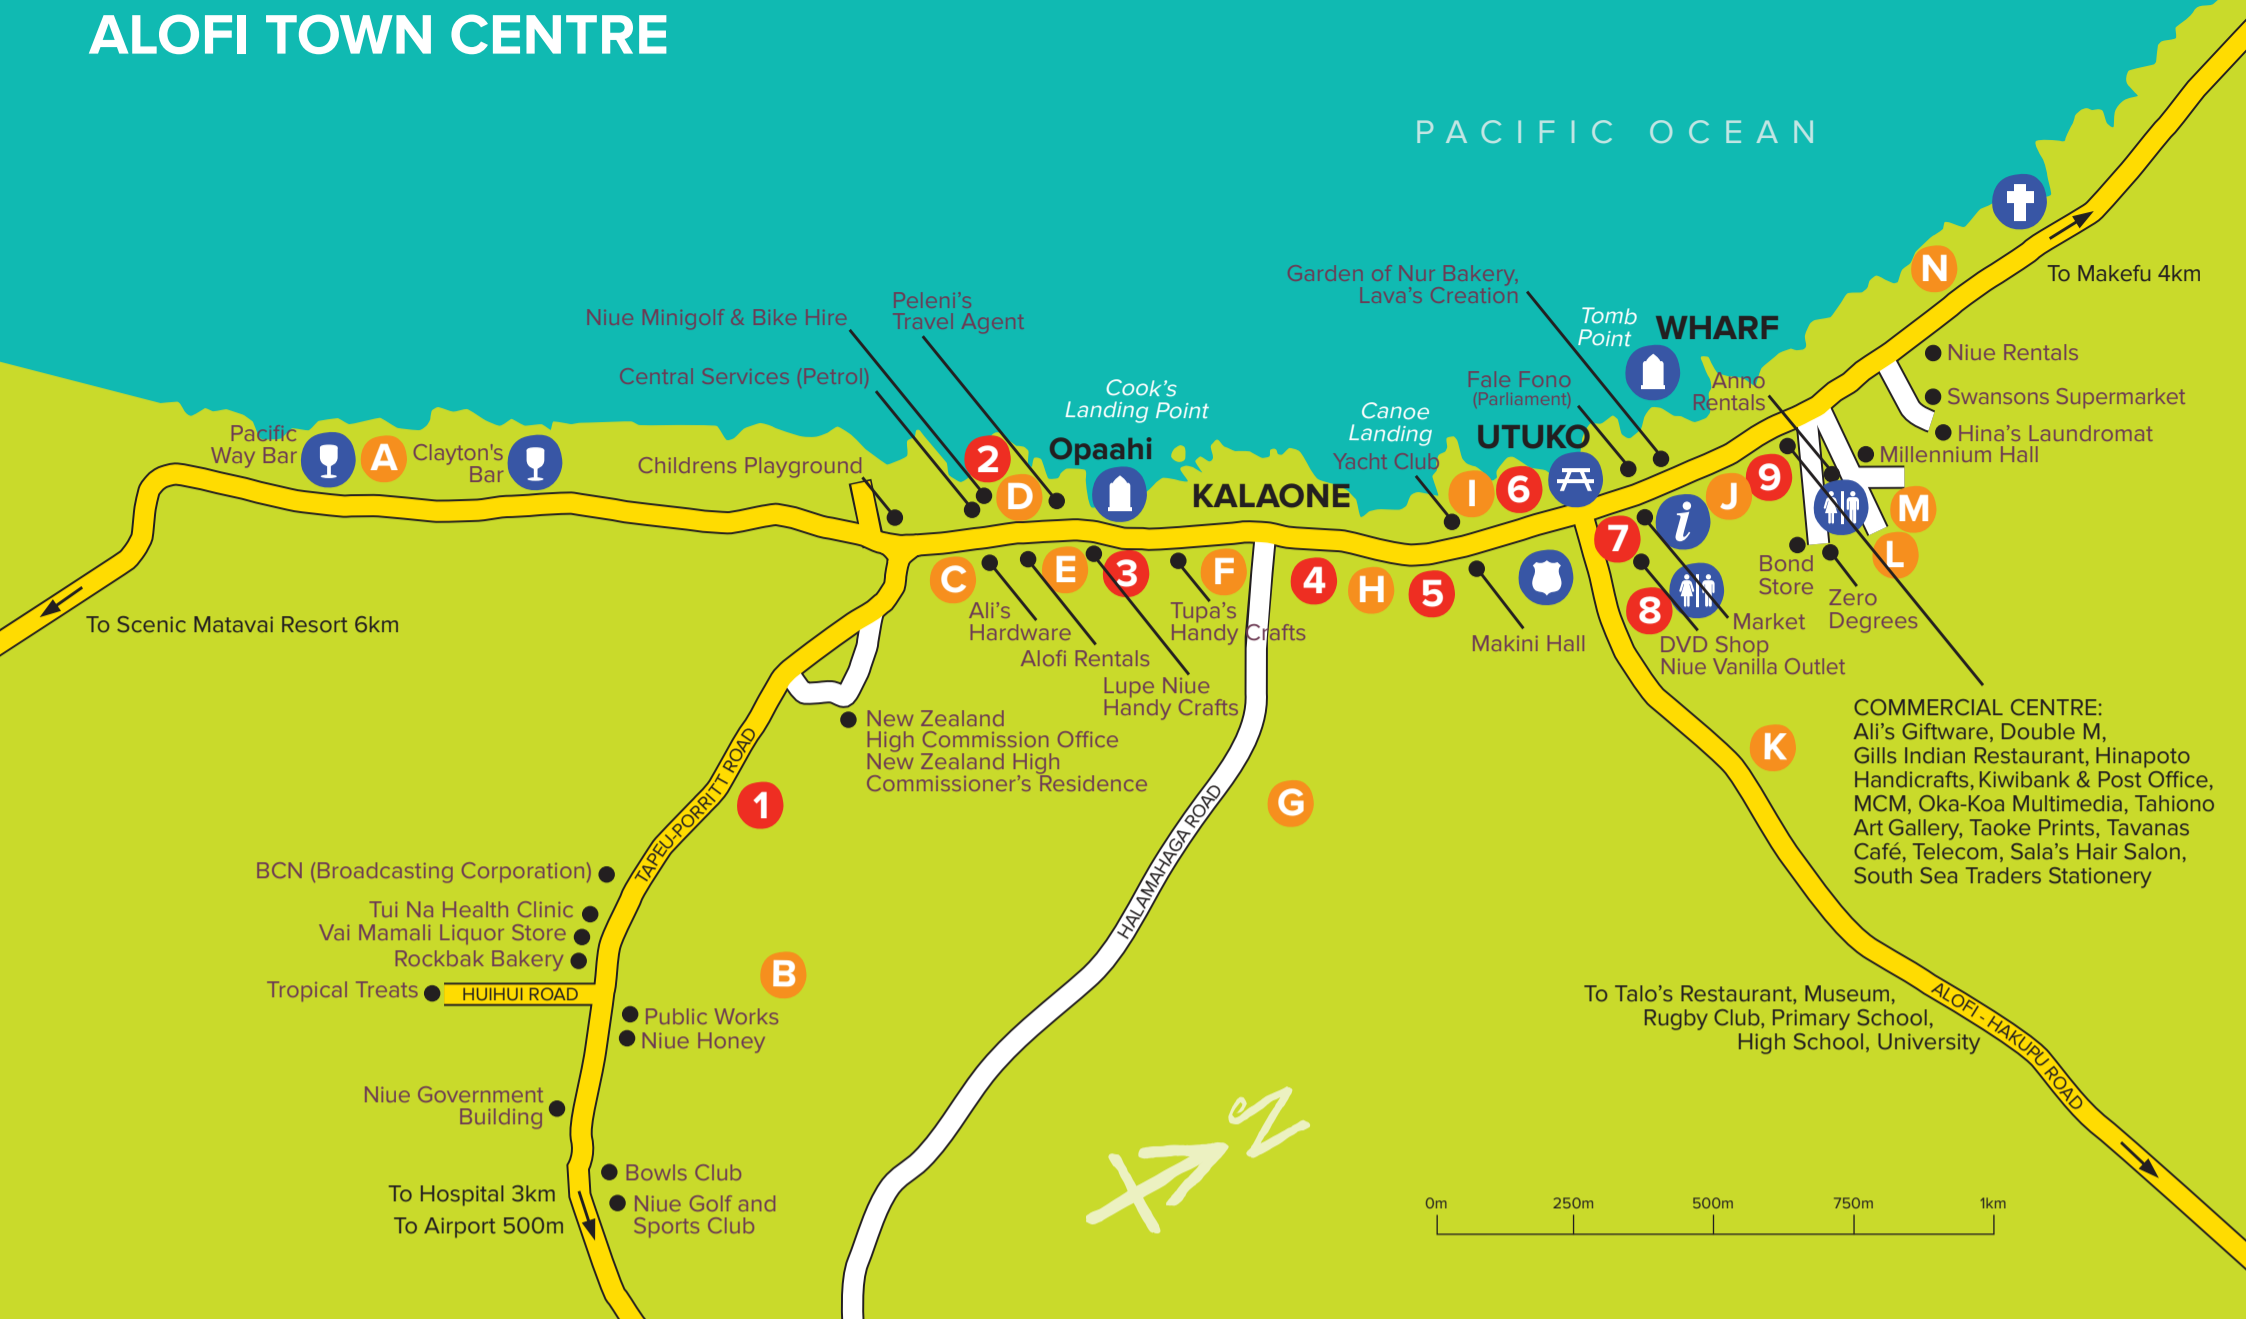 ALOFI TOWN CENTRE
PACIFIC OCEAN
N
To Makefu 4km
Garden of Nur Bakery,
Lava's Creation
Tomb
Point
WHARF
Peleni's
Travel Agent
Niue Minigolf & Bike Hire
Central Services (Petrol)
Niue Rentals
Swansons Supermarket
Hina's Laundromat
Millennium Hall
Anno
Rentals
Fale Fono
(Parliament)
Cook's
Landing Point
Canoe
Landing
UTUKO
Yacht Club
Opaahi
KALAONE
Pacific
Way Bar
A
Clayton's
Bar
Childrens Playground
2
D
I
6
J
9
M
L
i
7
8
C
E
3
F
4
H
5
Ali's
Hardware
Alofi Rentals
Lupe Niue
Handy Crafts
Tupa's
Handy Crafts
Makini Hall
Market
DVD Shop
Niue Vanilla Outlet
Bond
Store
Zero
Degrees
To Scenic Matavai Resort 6km
New Zealand
High Commission Office
New Zealand High
Commissioner's Residence
COMMERCIAL CENTRE:
Ali's Giftware, Double M,
Gills Indian Restaurant, Hinapoto
Handicrafts, Kiwibank & Post Office,
MCM, Oka-Koa Multimedia, Tahiono
Art Gallery, Taoke Prints, Tavanas
Café, Telecom, Sala's Hair Salon,
South Sea Traders Stationery
K
G
1
TAPEU-PORRITT ROAD
HALAMAHAGA ROAD
BCN (Broadcasting Corporation)
Tui Na Health Clinic
Vai Mamali Liquor Store
Rockbak Bakery
Tropical Treats
HUIHUI ROAD
B
Public Works
Niue Honey
Niue Government
Building
Bowls Club
Niue Golf and
Sports Club
To Hospital 3km
To Airport 500m
To Talo's Restaurant, Museum,
Rugby Club, Primary School,
High School, University
ALOFI - HAKUPU ROAD
N
0m 250m 500m 750m 1km